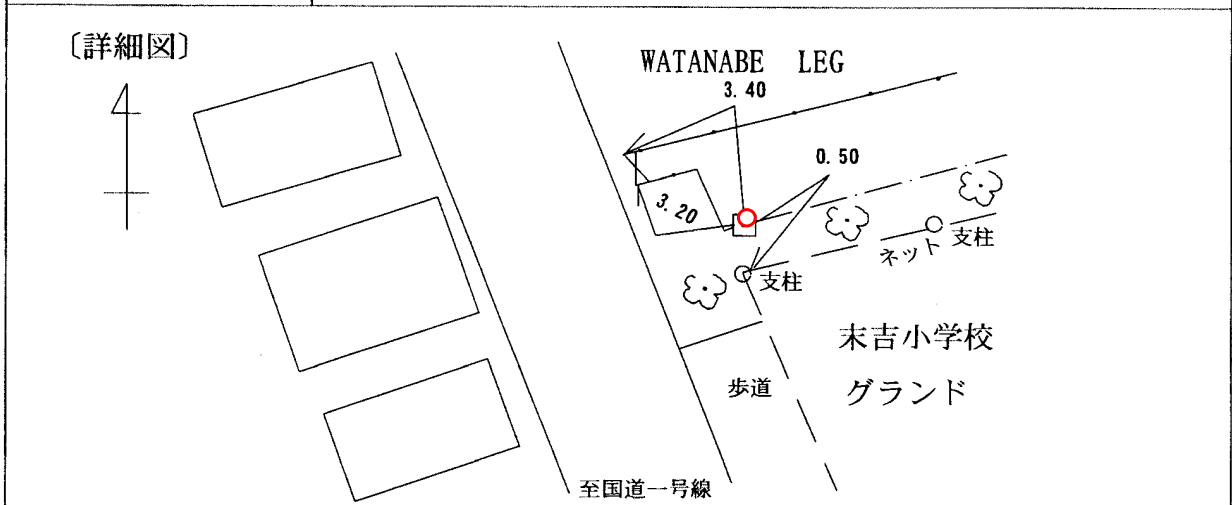 〔詳細図〕
WATANABE LEG
3.40
0.50
3.20
支柱
ネット
支柱
末吉小学校
歩道
グランド
至国道一号線